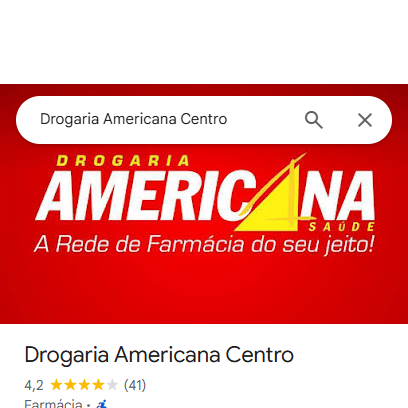 Drogaria Americana Centro
DROGARIA
AMERICANA
SAÚDE
A Rede de Farmácia do seu jeito!
Drogaria Americana Centro
4,2 (41)
Farmácia ·